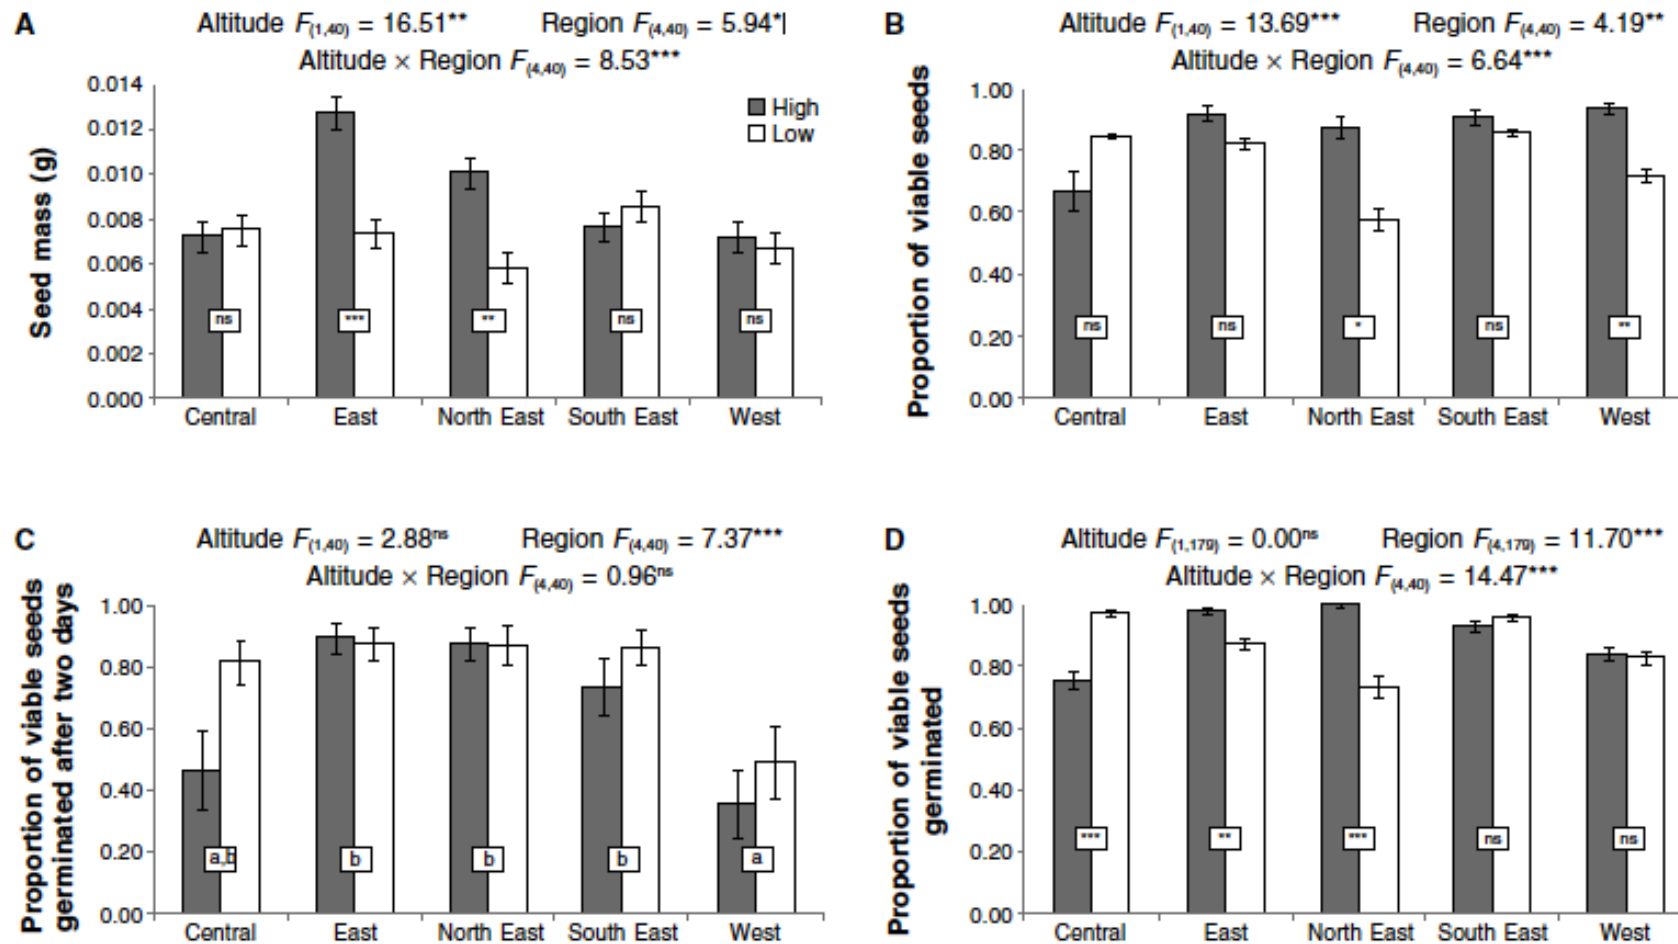 A
Altitude F(1,40) = 16.51** Region F(4,40) = 5.94*|
Altitude × Region F(4,40) = 8.53***
Seed mass (g)
0.014
0.012
0.010
0.008
0.006
0.004
0.002
0.000
High
Low
ns
***
**
ns
ns
Central East North East South East West
B
Altitude F(1,40) = 13.69*** Region F(4,40) = 4.19**
Altitude × Region F(4,40) = 6.64***
Proportion of viable seeds
1.00
0.80
0.60
0.40
0.20
0.00
ns
ns
*
ns
**
Central East North East South East West
C
Altitude F(1,40) = 2.88ns Region F(4,40) = 7.37***
Altitude × Region F(4,40) = 0.96ns
Proportion of viable seeds
germinated after two days
1.00
0.80
0.60
0.40
0.20
0.00
a,b
b
b
b
a
Central East North East South East West
D
Altitude F(1,179) = 0.00ns Region F(4,179) = 11.70***
Altitude × Region F(4,40) = 14.47***
Proportion of viable seeds
germinated
1.00
0.80
0.60
0.40
0.20
0.00
***
**
***
ns
ns
Central East North East South East West